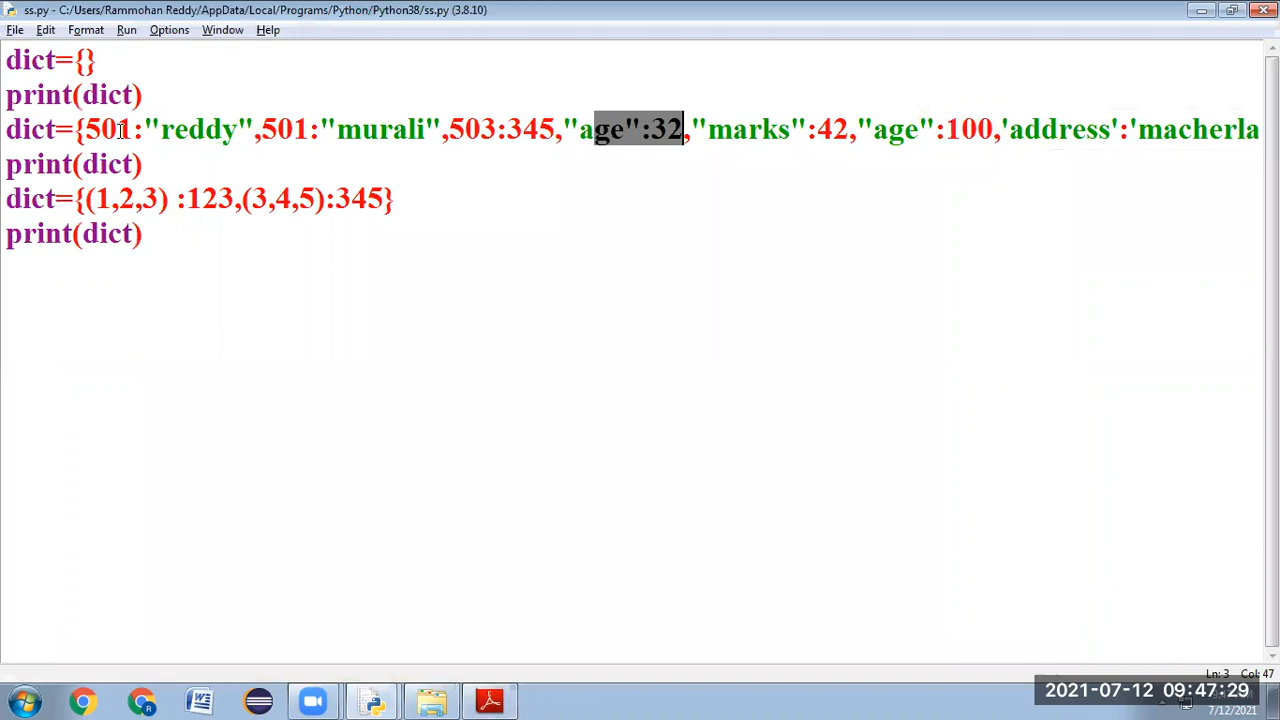 ss.py - C:/Users/Rammohan Reddy/AppData/Local/Programs/Python/Python38/ss.py (3.8.10)
File Edit Format Run Options Window Help
dict={}
print(dict)
dict={501:"reddy",501:"murali",503:345,"age":32,"marks":42,"age":100,'address':'macherla
print(dict)
dict={(1,2,3) :123,(3,4,5):345}
print(dict)
Ln: 3 Col: 47
2021-07-12 09:47:29
7/12/2021